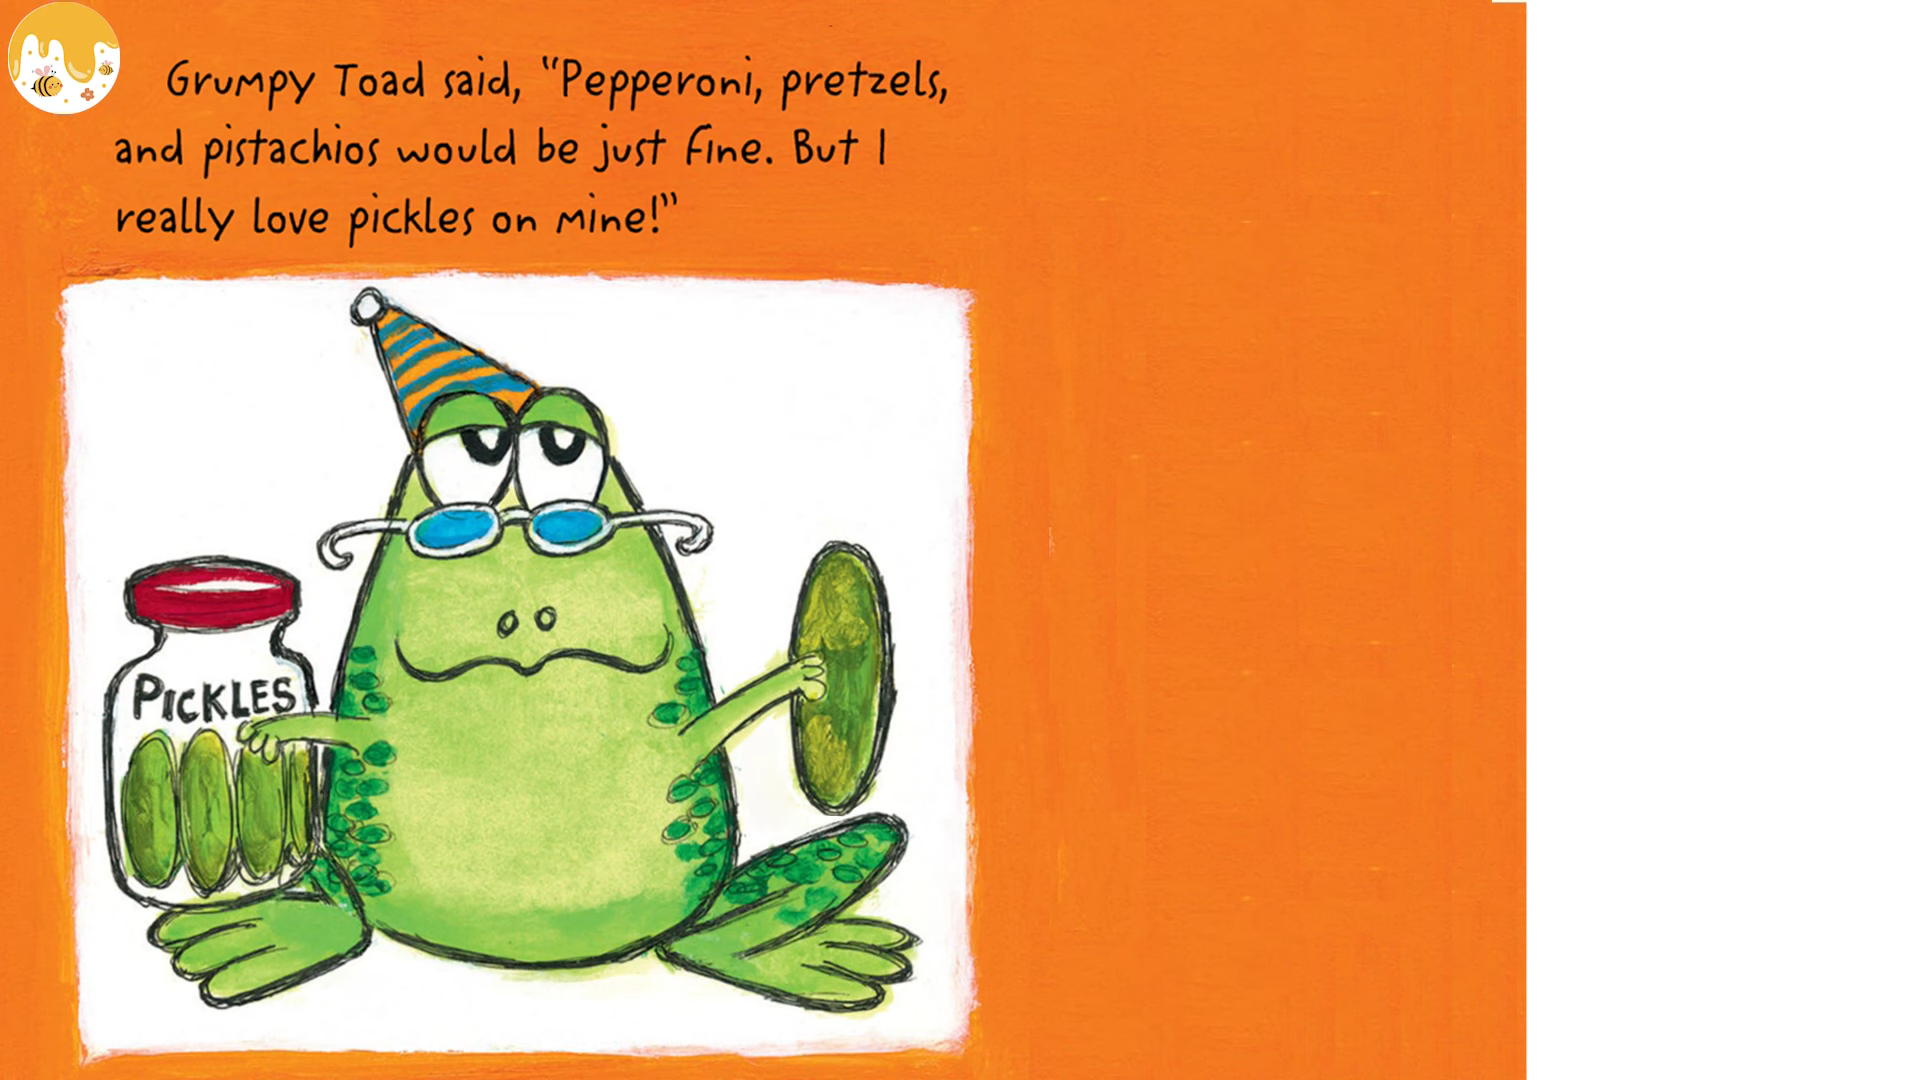 Grumpy Toad said, “Pepperoni, pretzels,
and pistachios would be just fine. But I
really love pickles on mine!”
PICKLES